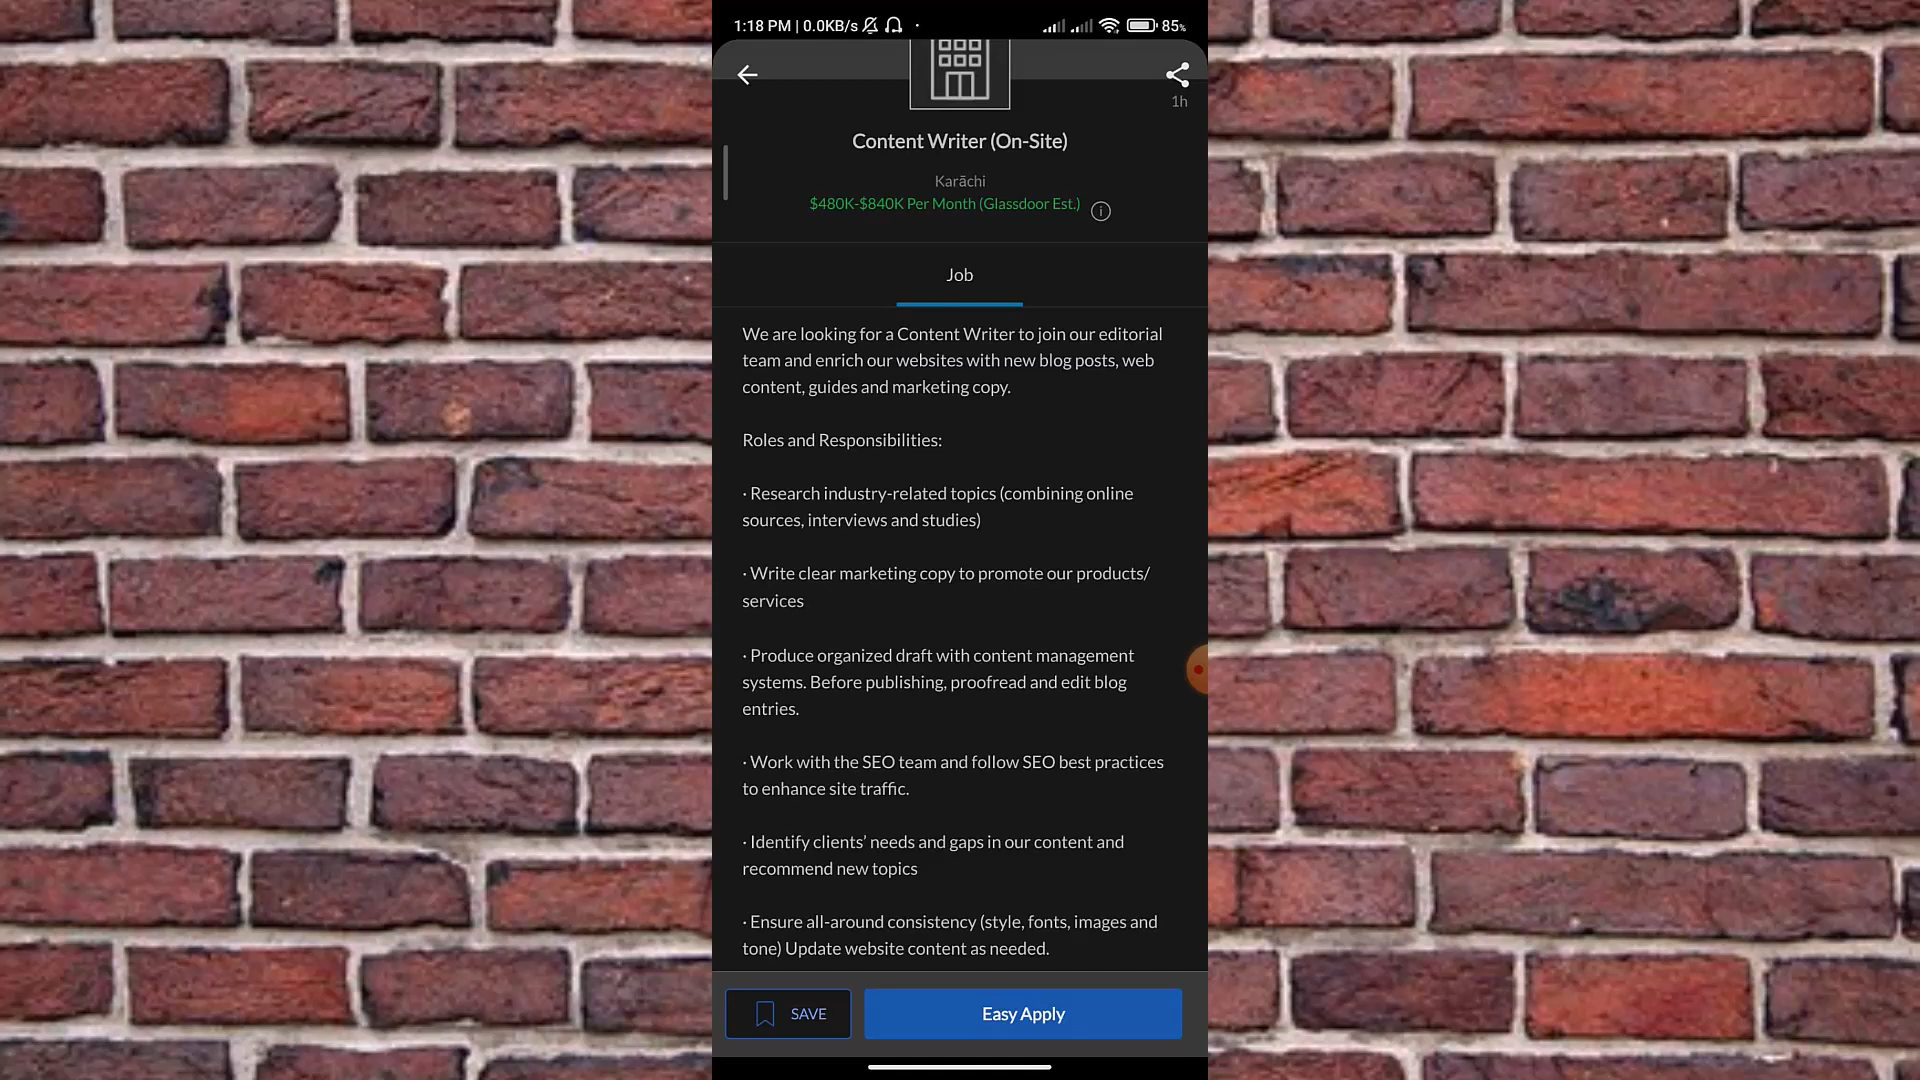 1:18 PM | 0.0KB/s
85%
1h
Content Writer (On-Site)
Karāchi
$480K-$840K Per Month (Glassdoor Est.)
Job
We are looking for a Content Writer to join our editorial
team and enrich our websites with new blog posts, web
content, guides and marketing copy.
Roles and Responsibilities:
· Research industry-related topics (combining online
sources, interviews and studies)
· Write clear marketing copy to promote our products/
services
· Produce organized draft with content management
systems. Before publishing, proofread and edit blog
entries.
· Work with the SEO team and follow SEO best practices
to enhance site traffic.
· Identify clients’ needs and gaps in our content and
recommend new topics
· Ensure all-around consistency (style, fonts, images and
tone) Update website content as needed.
SAVE
Easy Apply